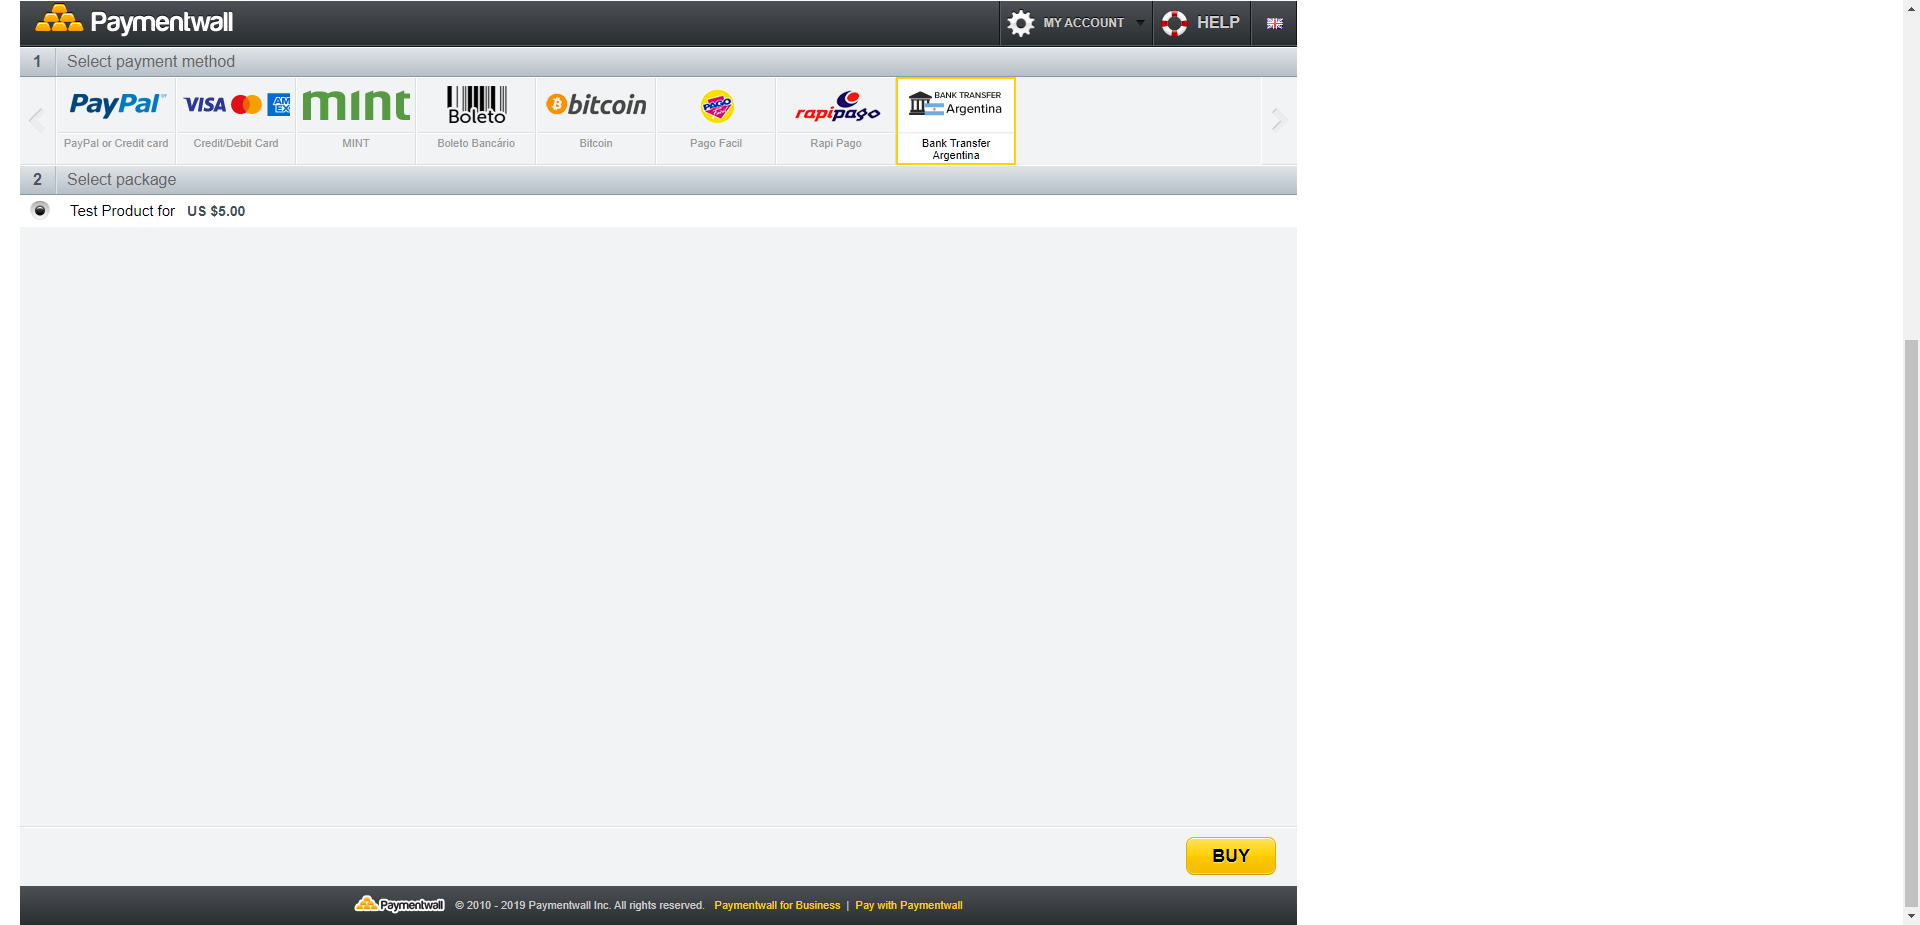 Paymentwall
MY ACCOUNT
HELP
1 Select payment method
PayPal
VISA
AM
EX
mint
Boleto
bitcoin
PAGO
rapipago
BANK TRANSFER
Argentina
PayPal or Credit card
Credit/Debit Card
MINT
Boleto Bancário
Bitcoin
Pago Facil
Rapi Pago
Bank Transfer
Argentina
2 Select package
Test Product for US $5.00
BUY
Paymentwall © 2010 - 2019 Paymentwall Inc. All rights reserved. Paymentwall for Business | Pay with Paymentwall